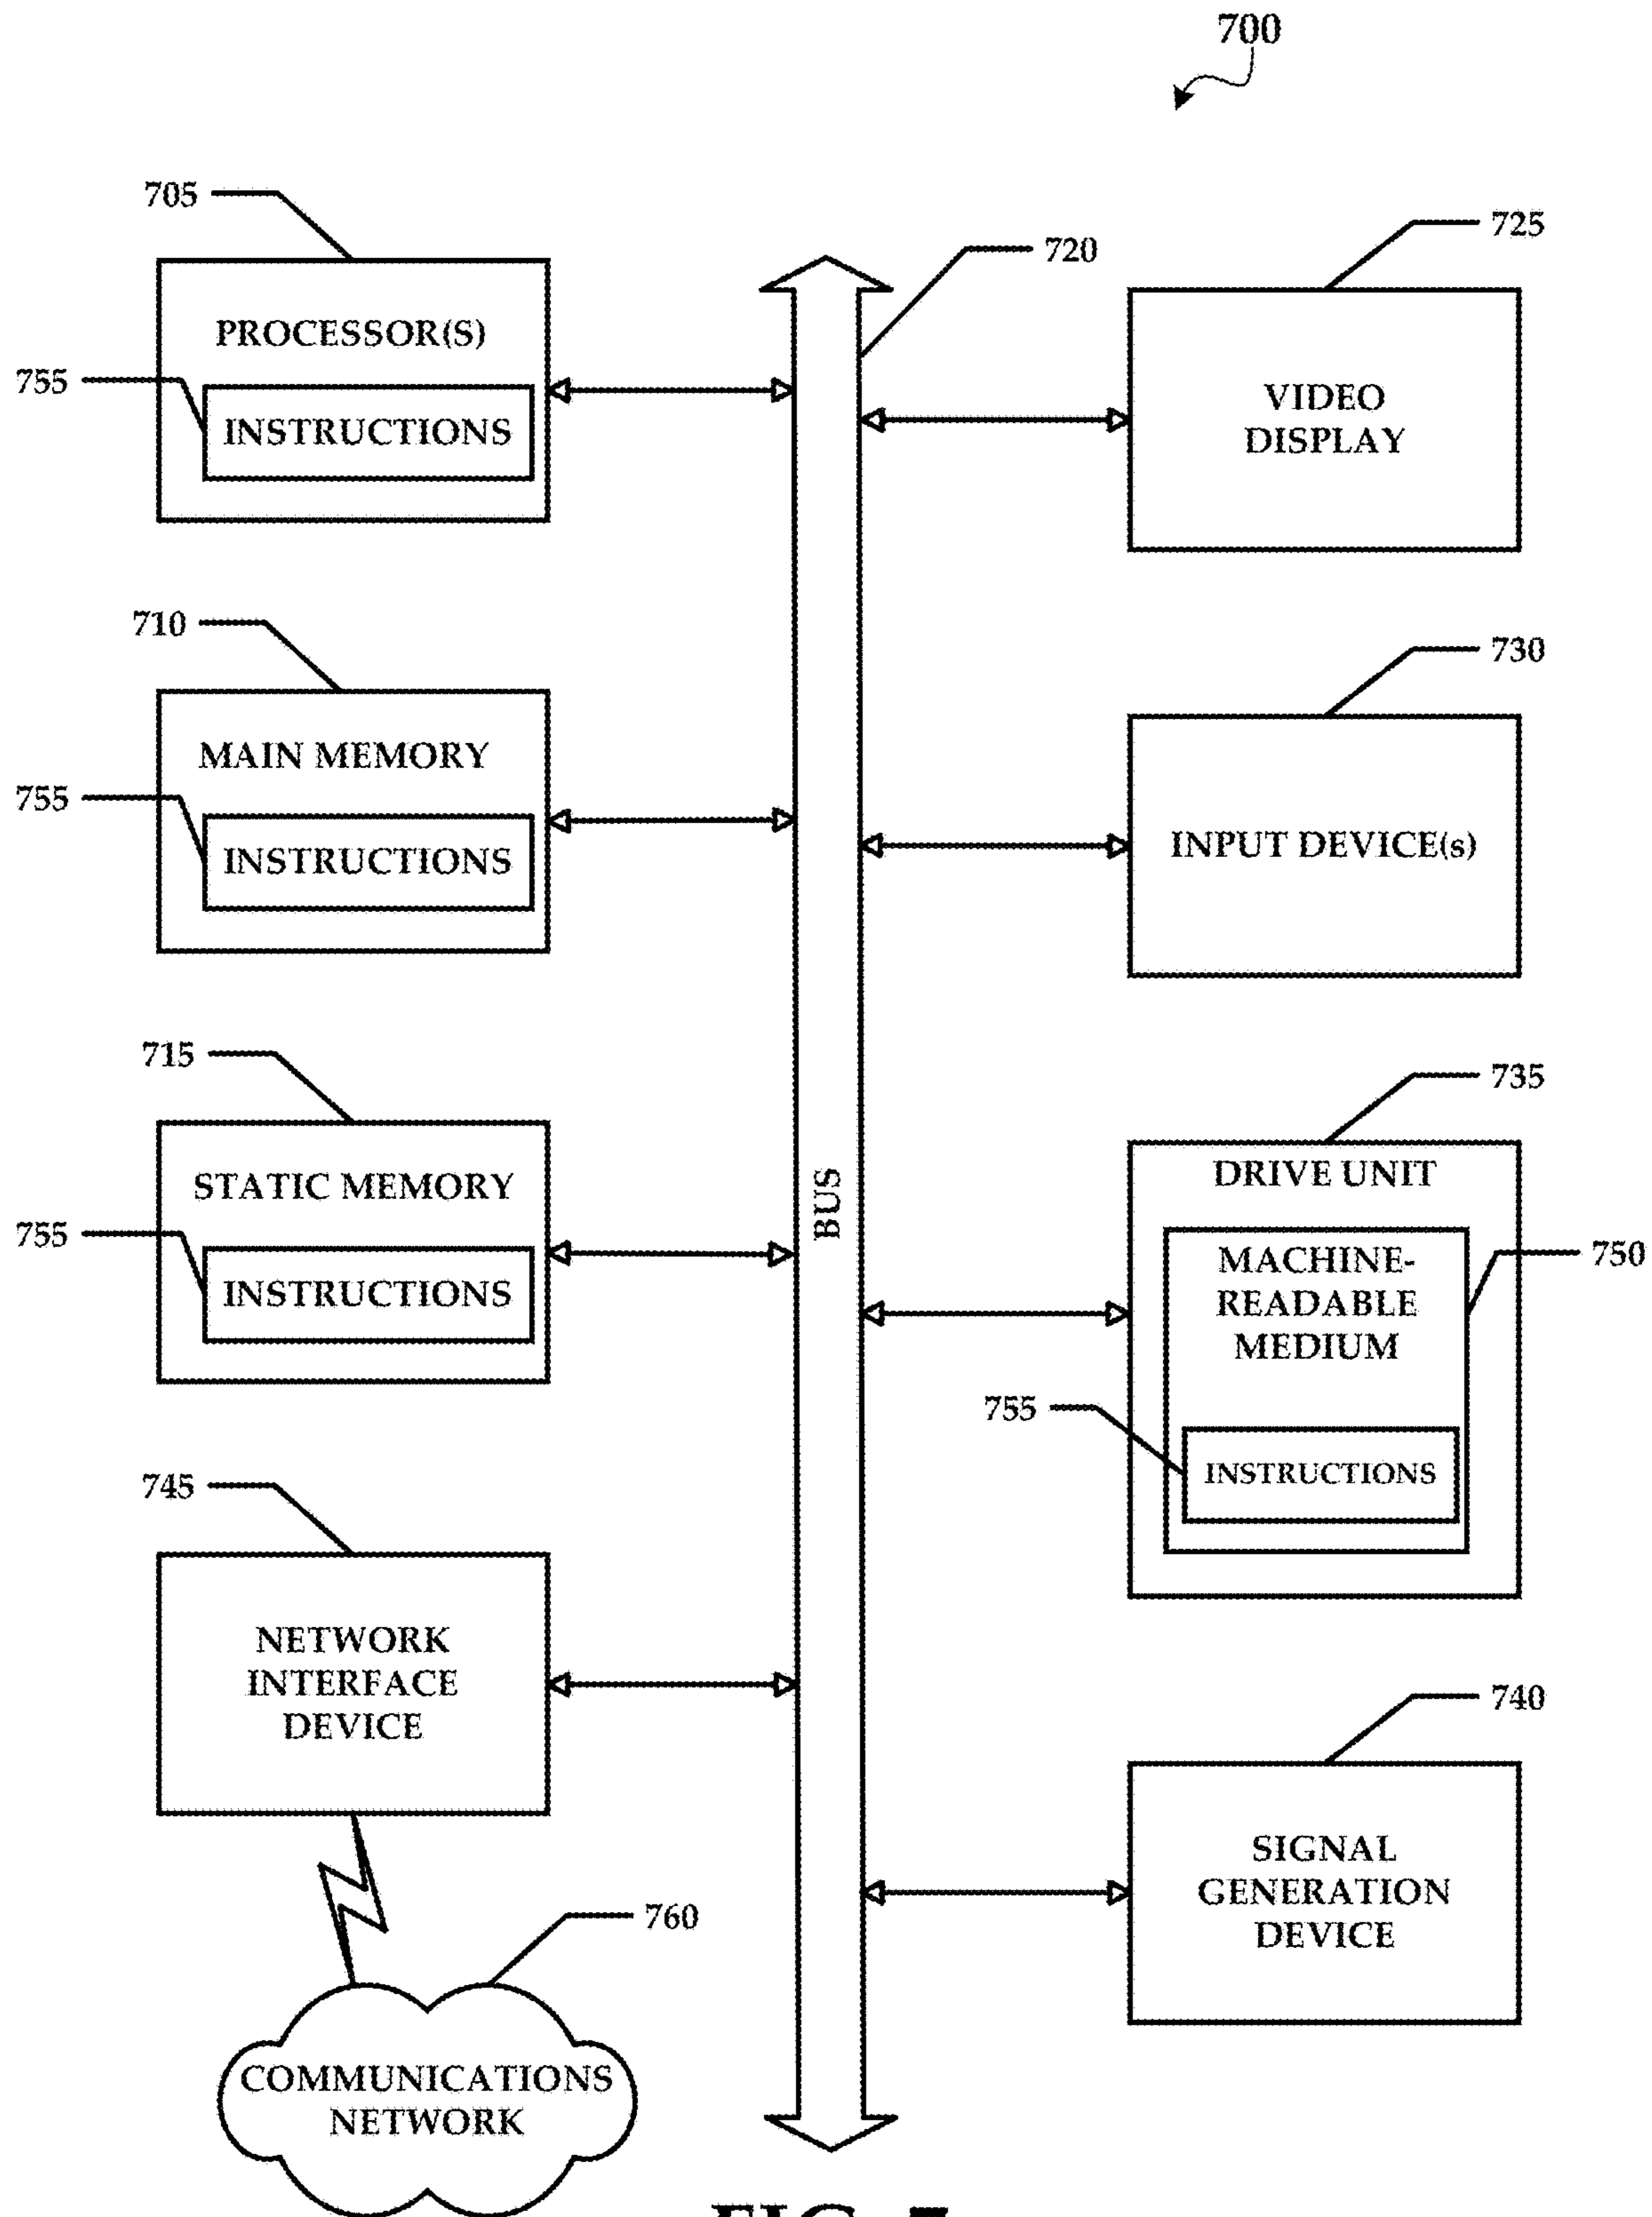 700
705
PROCESSOR(S)
755
INSTRUCTIONS
720
725
VIDEO
DISPLAY
710
MAIN MEMORY
755
INSTRUCTIONS
730
INPUT DEVICE(s)
715
STATIC MEMORY
755
INSTRUCTIONS
BUS
735
DRIVE UNIT
MACHINE-
READABLE
MEDIUM
750
755
INSTRUCTIONS
745
NETWORK
INTERFACE
DEVICE
740
SIGNAL
GENERATION
DEVICE
760
COMMUNICATIONS
NETWORK